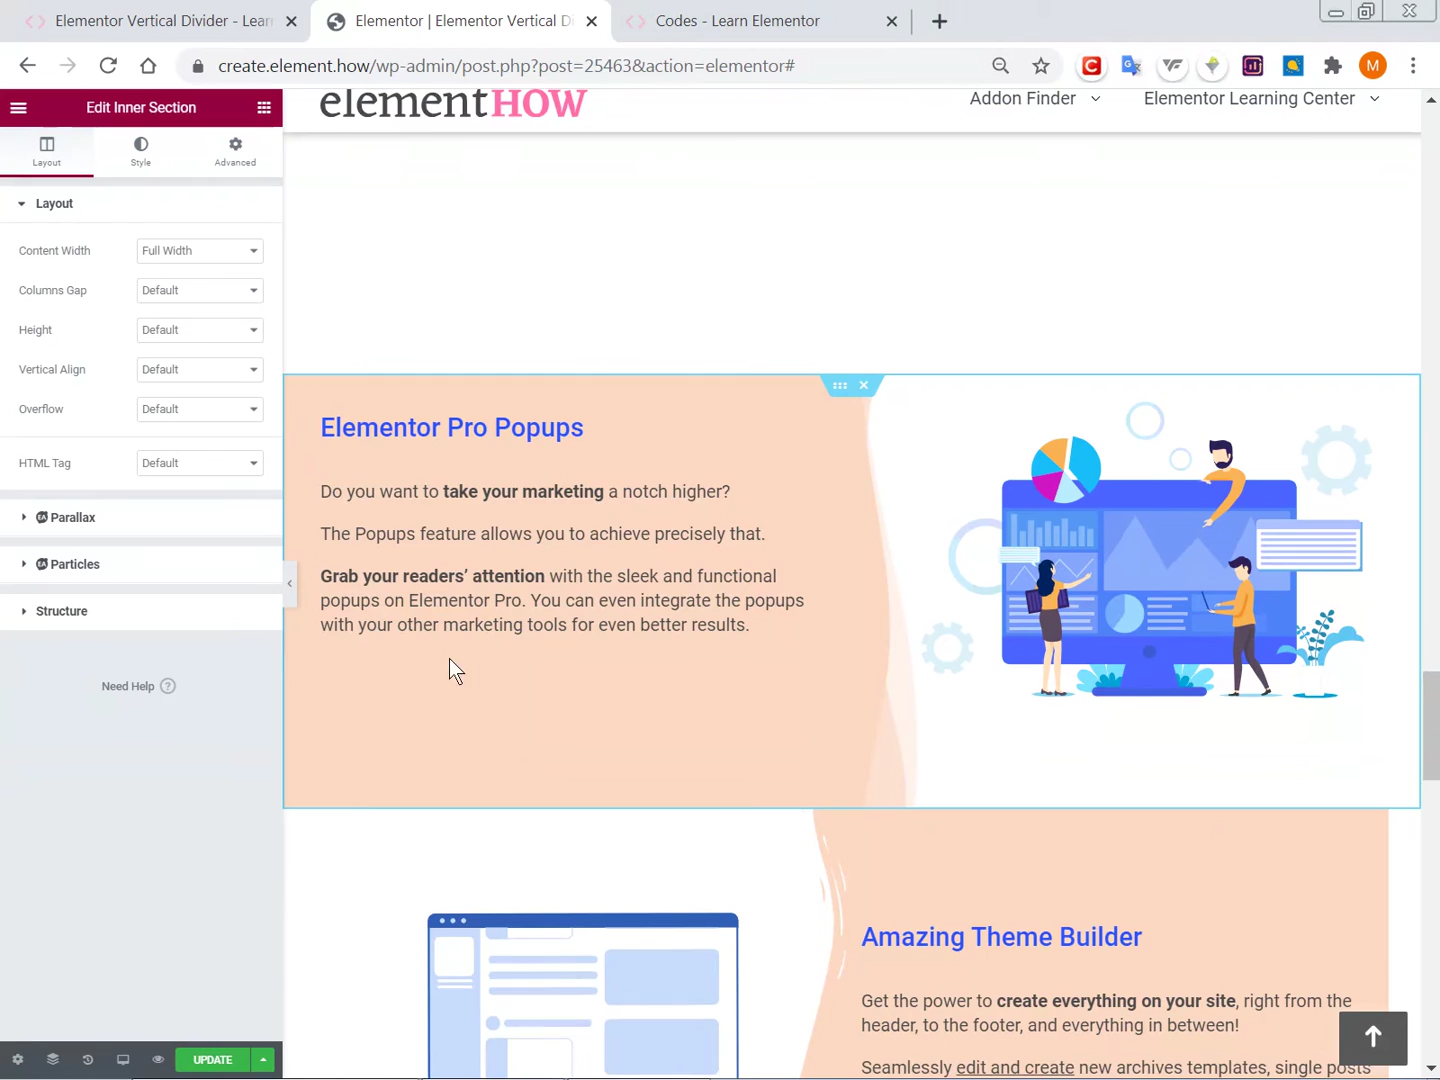 Elementor Vertical Divider - Lear
Elementor | Elementor Vertical D
Codes - Learn Elementor
create.element.how/wp-admin/post.php?post=25463&action=elementor#
M
Edit Inner Section
Layout
Style
Advanced
Layout
Content Width
Full Width
Columns Gap
Default
Height
Default
Vertical Align
Default
Overflow
Default
HTML Tag
Default
Parallax
Particles
Structure
Need Help ?
UPDATE
elementHOW
Addon Finder
Elementor Learning Center
Elementor Pro Popups
Do you want to take your marketing a notch higher?
The Popups feature allows you to achieve precisely that.
Grab your readers’ attention with the sleek and functional
popups on Elementor Pro. You can even integrate the popups
with your other marketing tools for even better results.
Amazing Theme Builder
Get the power to create everything on your site, right from the
header, to the footer, and everything in between!
Seamlessly edit and create new archives templates, single posts